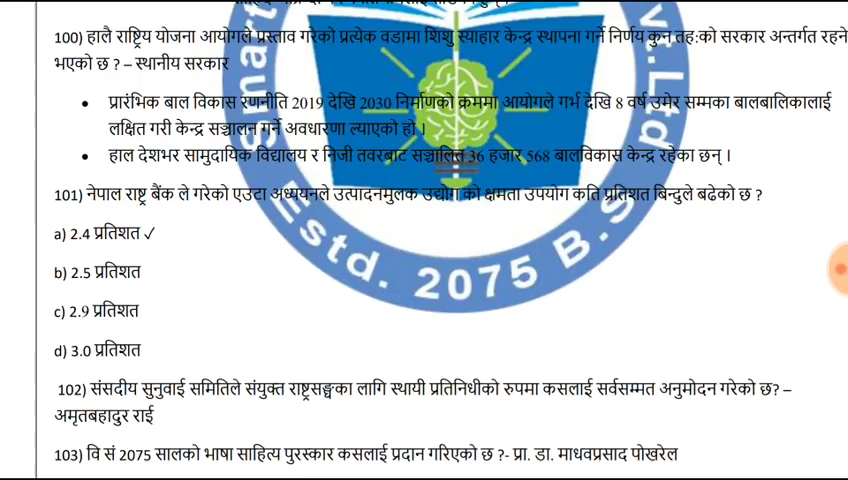 100) हालै राष्ट्रिय योजना आयोगले प्रस्ताव गरेको प्रत्येक वडामा शिशु स्याहार केन्द्र स्थापना गर्ने निर्णय कुन तह:को सरकार अन्तर्गत रहने
भएको छ ? – स्थानीय सरकार
• प्रारंभिक बाल विकास रणनीति 2019 देखि 2030 निर्माणको क्रममा आयोगले गर्भ देखि 8 वर्ष उमेर सम्मका बालबालिकालाई
लक्षित गरी केन्द्र सञ्चालन गर्ने अवधारणा ल्याएको हो ।
• हाल देशभर सामुदायिक विद्यालय र निजी तवरबाट सञ्चालित 36 हजार 568 बालविकास केन्द्र रहेका छन् ।
101) नेपाल राष्ट्र बैंक ले गरेको एउटा अध्ययनले उत्पादनमुलक उद्योग को क्षमता उपयोग कति प्रतिशत बिन्दुले बढेको छ ?
a) 2.4 प्रतिशत ✓
b) 2.5 प्रतिशत
c) 2.9 प्रतिशत
d) 3.0 प्रतिशत
102) संसदीय सुनुवाई समितिले संयुक्त राष्ट्रसङ्घका लागि स्थायी प्रतिनिधीको रुपमा कसलाई सर्वसम्मत अनुमोदन गरेको छ? –
अमृतबहादुर राई
103) वि सं 2075 सालको भाषा साहित्य पुरस्कार कसलाई प्रदान गरिएको छ ?- प्रा. डा. माधवप्रसाद पोखरेल
Smart
vt.Ltd
Estd. 2075 B.S